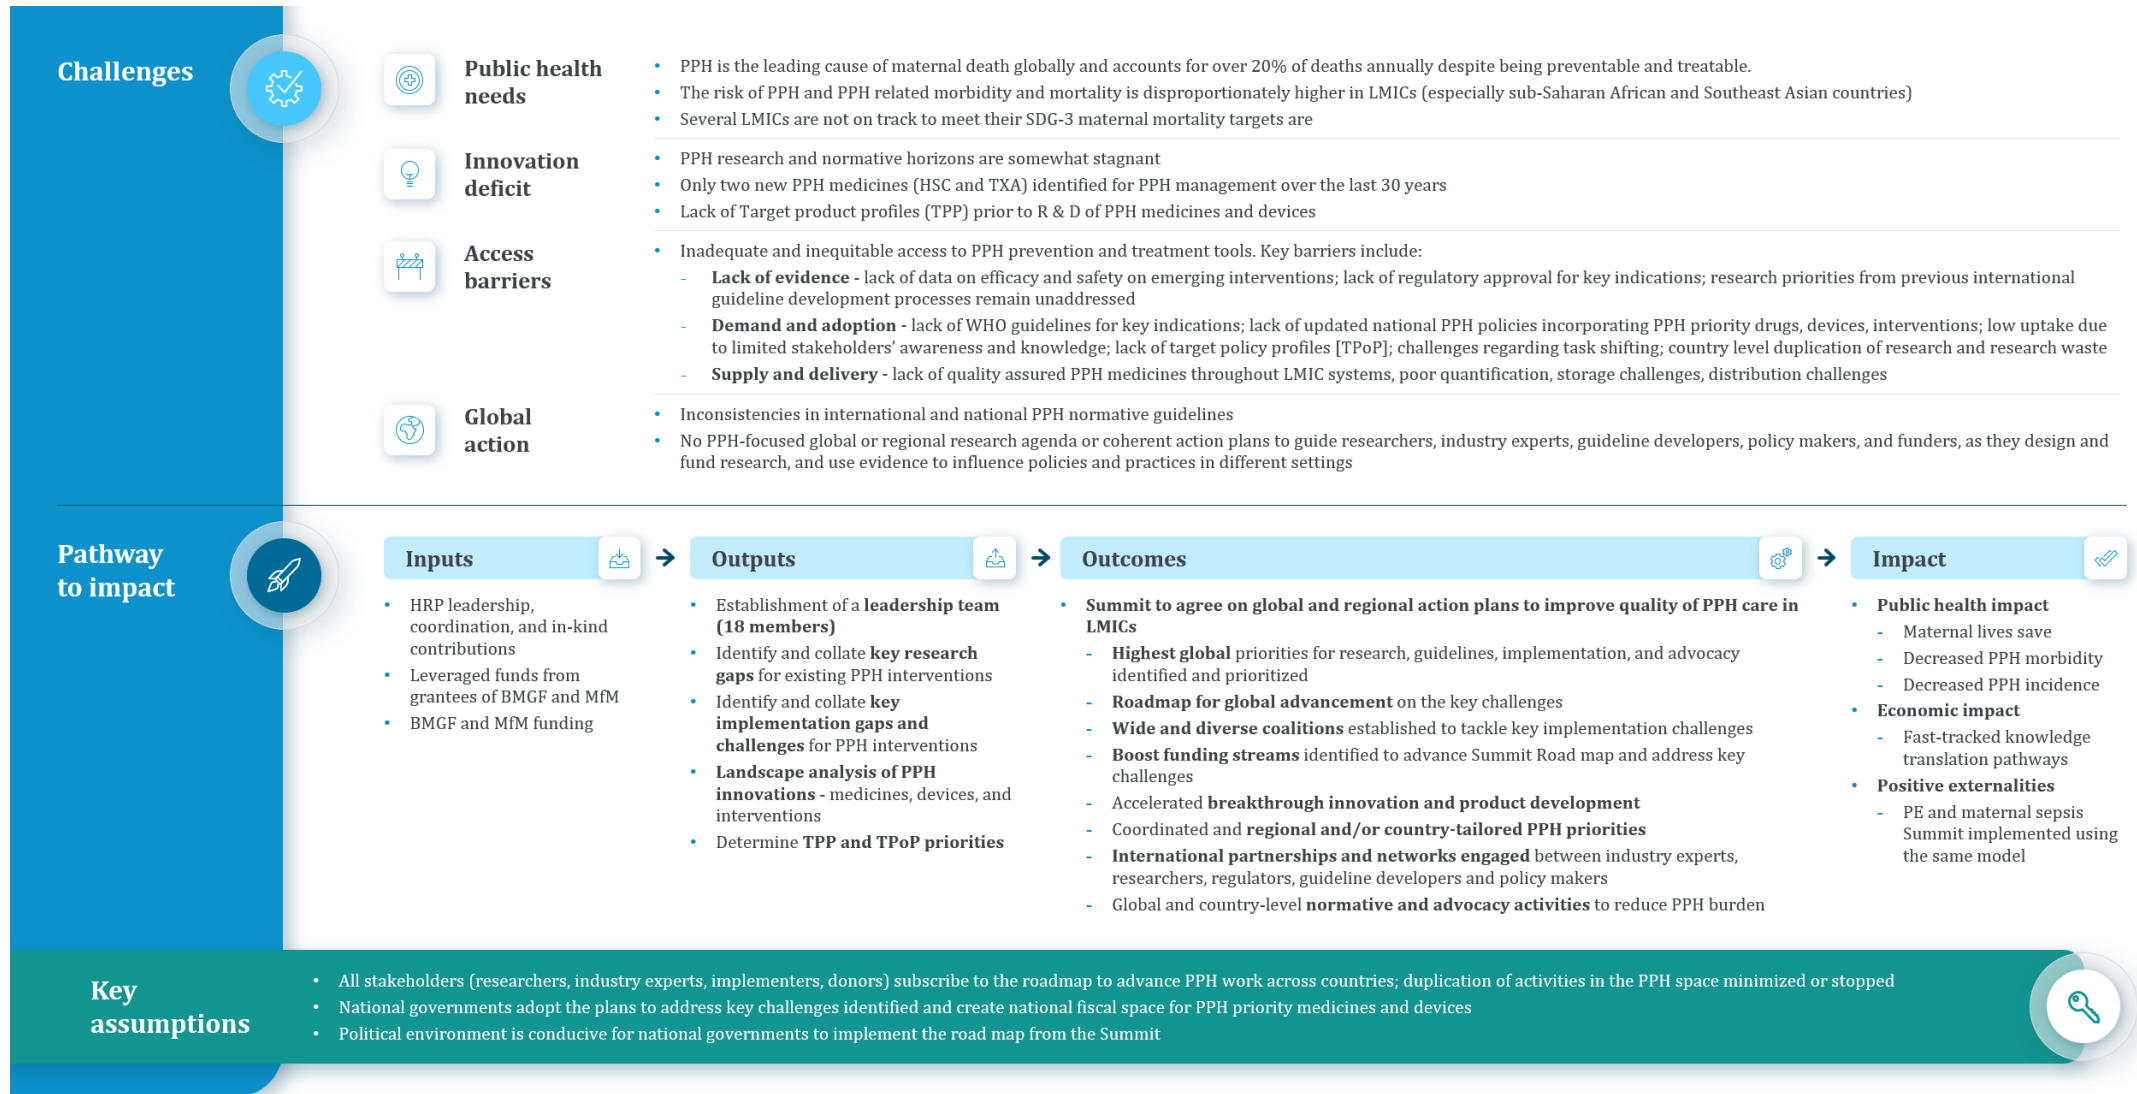 Challenges
Public health
needs
• PPH is the leading cause of maternal death globally and accounts for over 20% of deaths annually despite being preventable and treatable.
• The risk of PPH and PPH related morbidity and mortality is disproportionately higher in LMICs (especially sub-Saharan African and Southeast Asian countries)
• Several LMICs are not on track to meet their SDG-3 maternal mortality targets are
Innovation
deficit
• PPH research and normative horizons are somewhat stagnant
• Only two new PPH medicines (HSC and TXA) identified for PPH management over the last 30 years
• Lack of Target product profiles (TPP) prior to R & D of PPH medicines and devices
Access
barriers
• Inadequate and inequitable access to PPH prevention and treatment tools. Key barriers include:
- Lack of evidence - lack of data on efficacy and safety on emerging interventions; lack of regulatory approval for key indications; research priorities from previous international
guideline development processes remain unaddressed
- Demand and adoption - lack of WHO guidelines for key indications; lack of updated national PPH policies incorporating PPH priority drugs, devices, interventions; low uptake due
to limited stakeholders’ awareness and knowledge; lack of target policy profiles [TPoP]; challenges regarding task shifting; country level duplication of research and research waste
- Supply and delivery - lack of quality assured PPH medicines throughout LMIC systems, poor quantification, storage challenges, distribution challenges
Global
action
• Inconsistencies in international and national PPH normative guidelines
• No PPH-focused global or regional research agenda or coherent action plans to guide researchers, industry experts, guideline developers, policy makers, and funders, as they design and
fund research, and use evidence to influence policies and practices in different settings
Pathway
to impact
Inputs
• HRP leadership,
coordination, and in-kind
contributions
• Leveraged funds from
grantees of BMGF and MfM
• BMGF and MfM funding
Outputs
• Establishment of a leadership team
(18 members)
• Identify and collate key research
gaps for existing PPH interventions
• Identify and collate key
implementation gaps and
challenges for PPH interventions
• Landscape analysis of PPH
innovations - medicines, devices, and
interventions
• Determine TPP and TPoP priorities
Outcomes
• Summit to agree on global and regional action plans to improve quality of PPH care in
LMICs
- Highest global priorities for research, guidelines, implementation, and advocacy
identified and prioritized
- Roadmap for global advancement on the key challenges
- Wide and diverse coalitions established to tackle key implementation challenges
- Boost funding streams identified to advance Summit Road map and address key
challenges
- Accelerated breakthrough innovation and product development
- Coordinated and regional and/or country-tailored PPH priorities
- International partnerships and networks engaged between industry experts,
researchers, regulators, guideline developers and policy makers
- Global and country-level normative and advocacy activities to reduce PPH burden
Impact
• Public health impact
- Maternal lives save
- Decreased PPH morbidity
- Decreased PPH incidence
• Economic impact
- Fast-tracked knowledge
translation pathways
• Positive externalities
- PE and maternal sepsis
Summit implemented using
the same model
Key
assumptions
• All stakeholders (researchers, industry experts, implementers, donors) subscribe to the roadmap to advance PPH work across countries; duplication of activities in the PPH space minimized or stopped
• National governments adopt the plans to address key challenges identified and create national fiscal space for PPH priority medicines and devices
• Political environment is conducive for national governments to implement the road map from the Summit